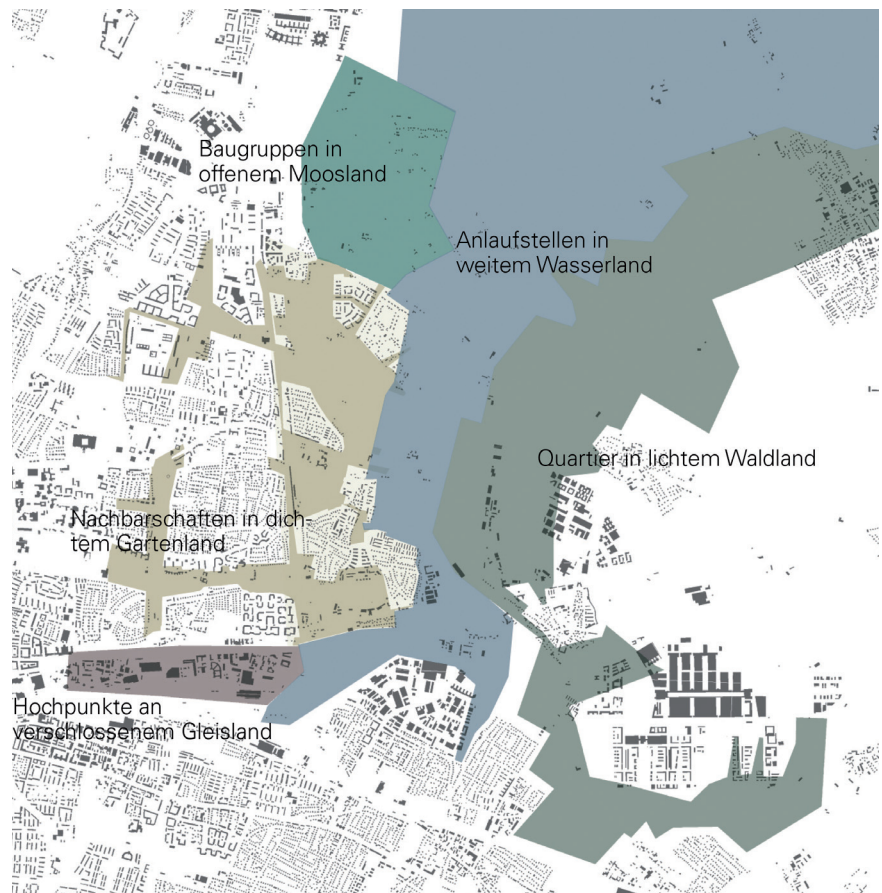 Baugruppen in
offenem Moosland
Anlaufstellen in
weitem Wasserland
Quartier in lichtem Waldland
Nachbarschaften in dich-
tem Gartenland
Hochpunkte an
verschlossenem Gleisland